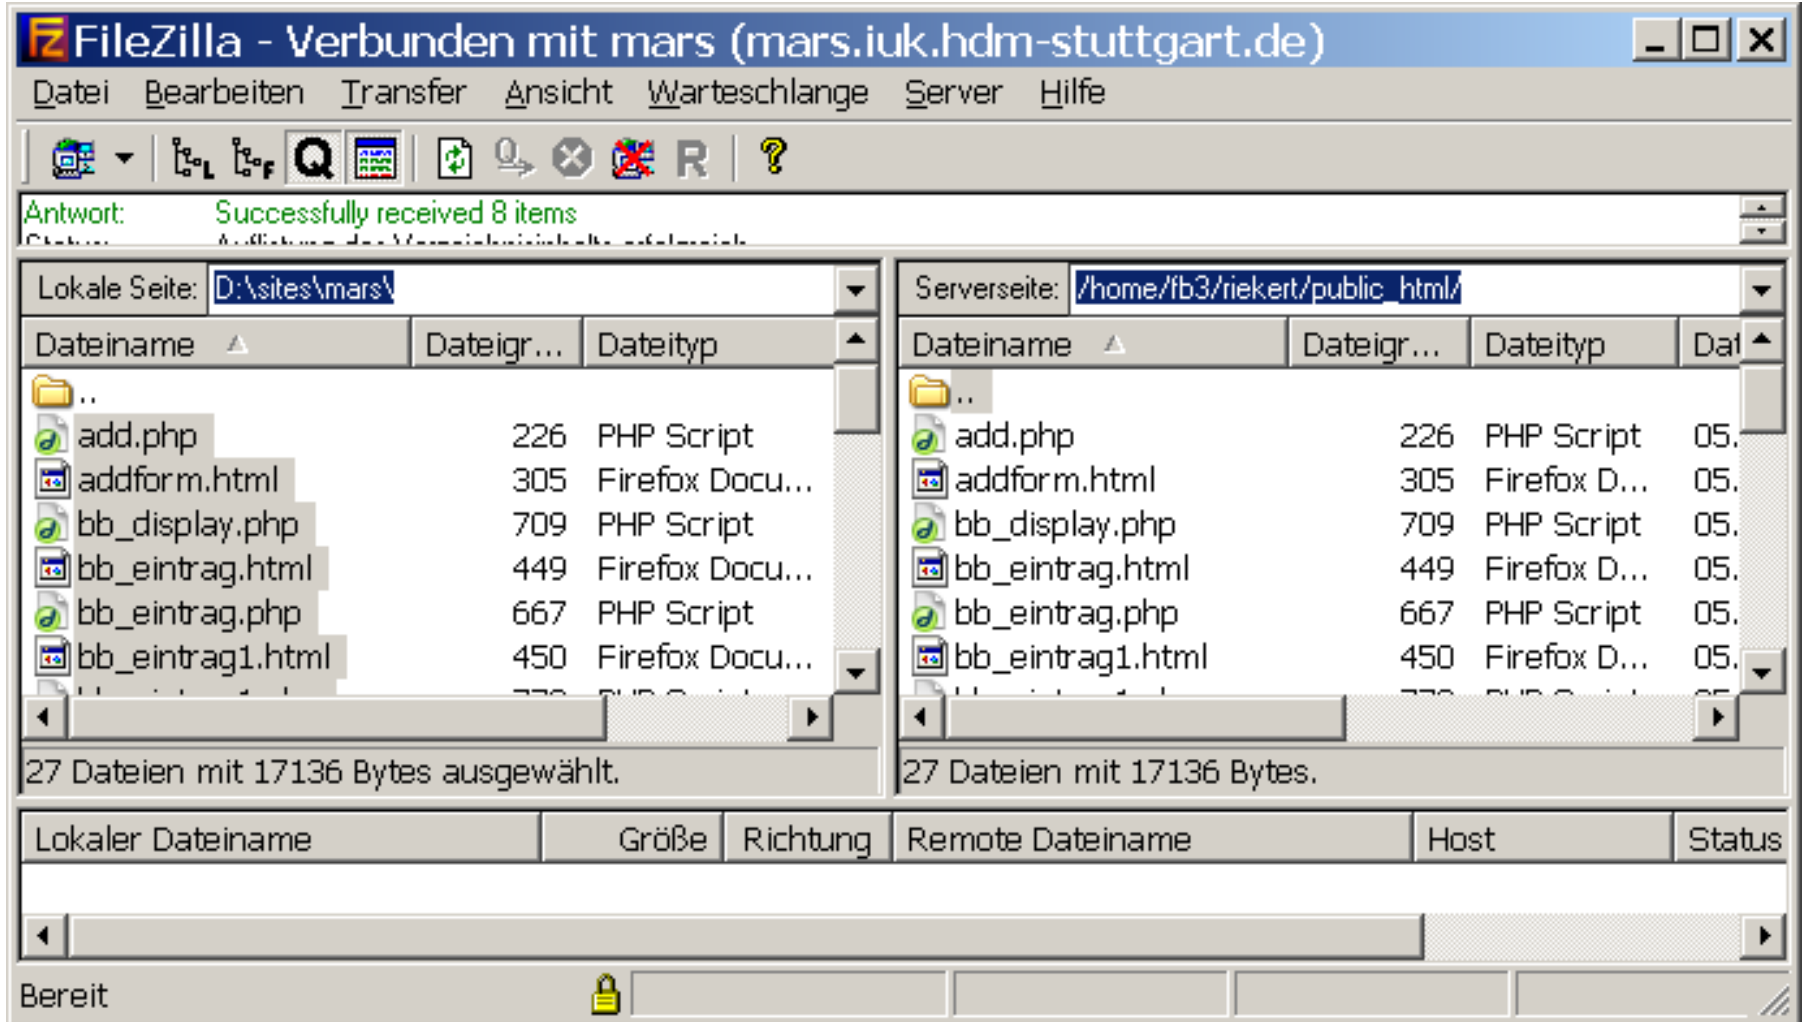 FileZilla - Verbunden mit mars (mars.iuk.hdm-stuttgart.de)
Datei Bearbeiten Transfer Ansicht Warteschlange Server Hilfe
L F Q Q R ?
Antwort: Successfully received 8 items
Status: Auflistung des Verzeichnisinhalts erfolgreich
Lokale Seite: D:\sites\mars\
Dateiname Dateigr... Dateityp
..
add.php 226 PHP Script
addform.html 305 Firefox Docu...
bb_display.php 709 PHP Script
bb_eintrag.html 449 Firefox Docu...
bb_eintrag.php 667 PHP Script
bb_eintrag1.html 450 Firefox Docu...
27 Dateien mit 17136 Bytes ausgewählt.
Serverseite: /home/fb3/riekert/public_html/
Dateiname Dateigr... Dateityp Dat
..
add.php 226 PHP Script 05.
addform.html 305 Firefox D... 05.
bb_display.php 709 PHP Script 05.
bb_eintrag.html 449 Firefox D... 05.
bb_eintrag.php 667 PHP Script 05.
bb_eintrag1.html 450 Firefox D... 05.
27 Dateien mit 17136 Bytes.
Lokaler Dateiname Größe Richtung Remote Dateiname Host Status
Bereit